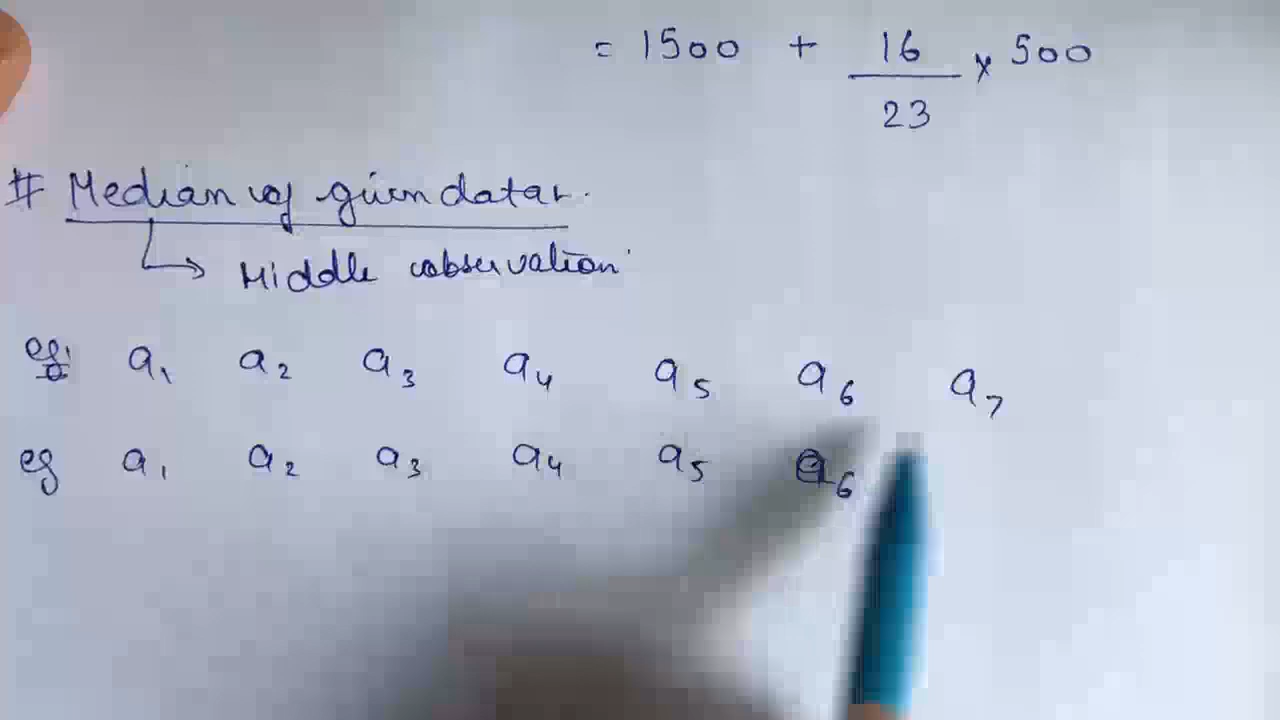 = 1500 + 16/23 × 500
# Median of given data.
↳ Middle observation
eg: a₁ a₂ a₃ a₄ a₅ a₆ a₇
eg a₁ a₂ a₃ a₄ a₅ a₆